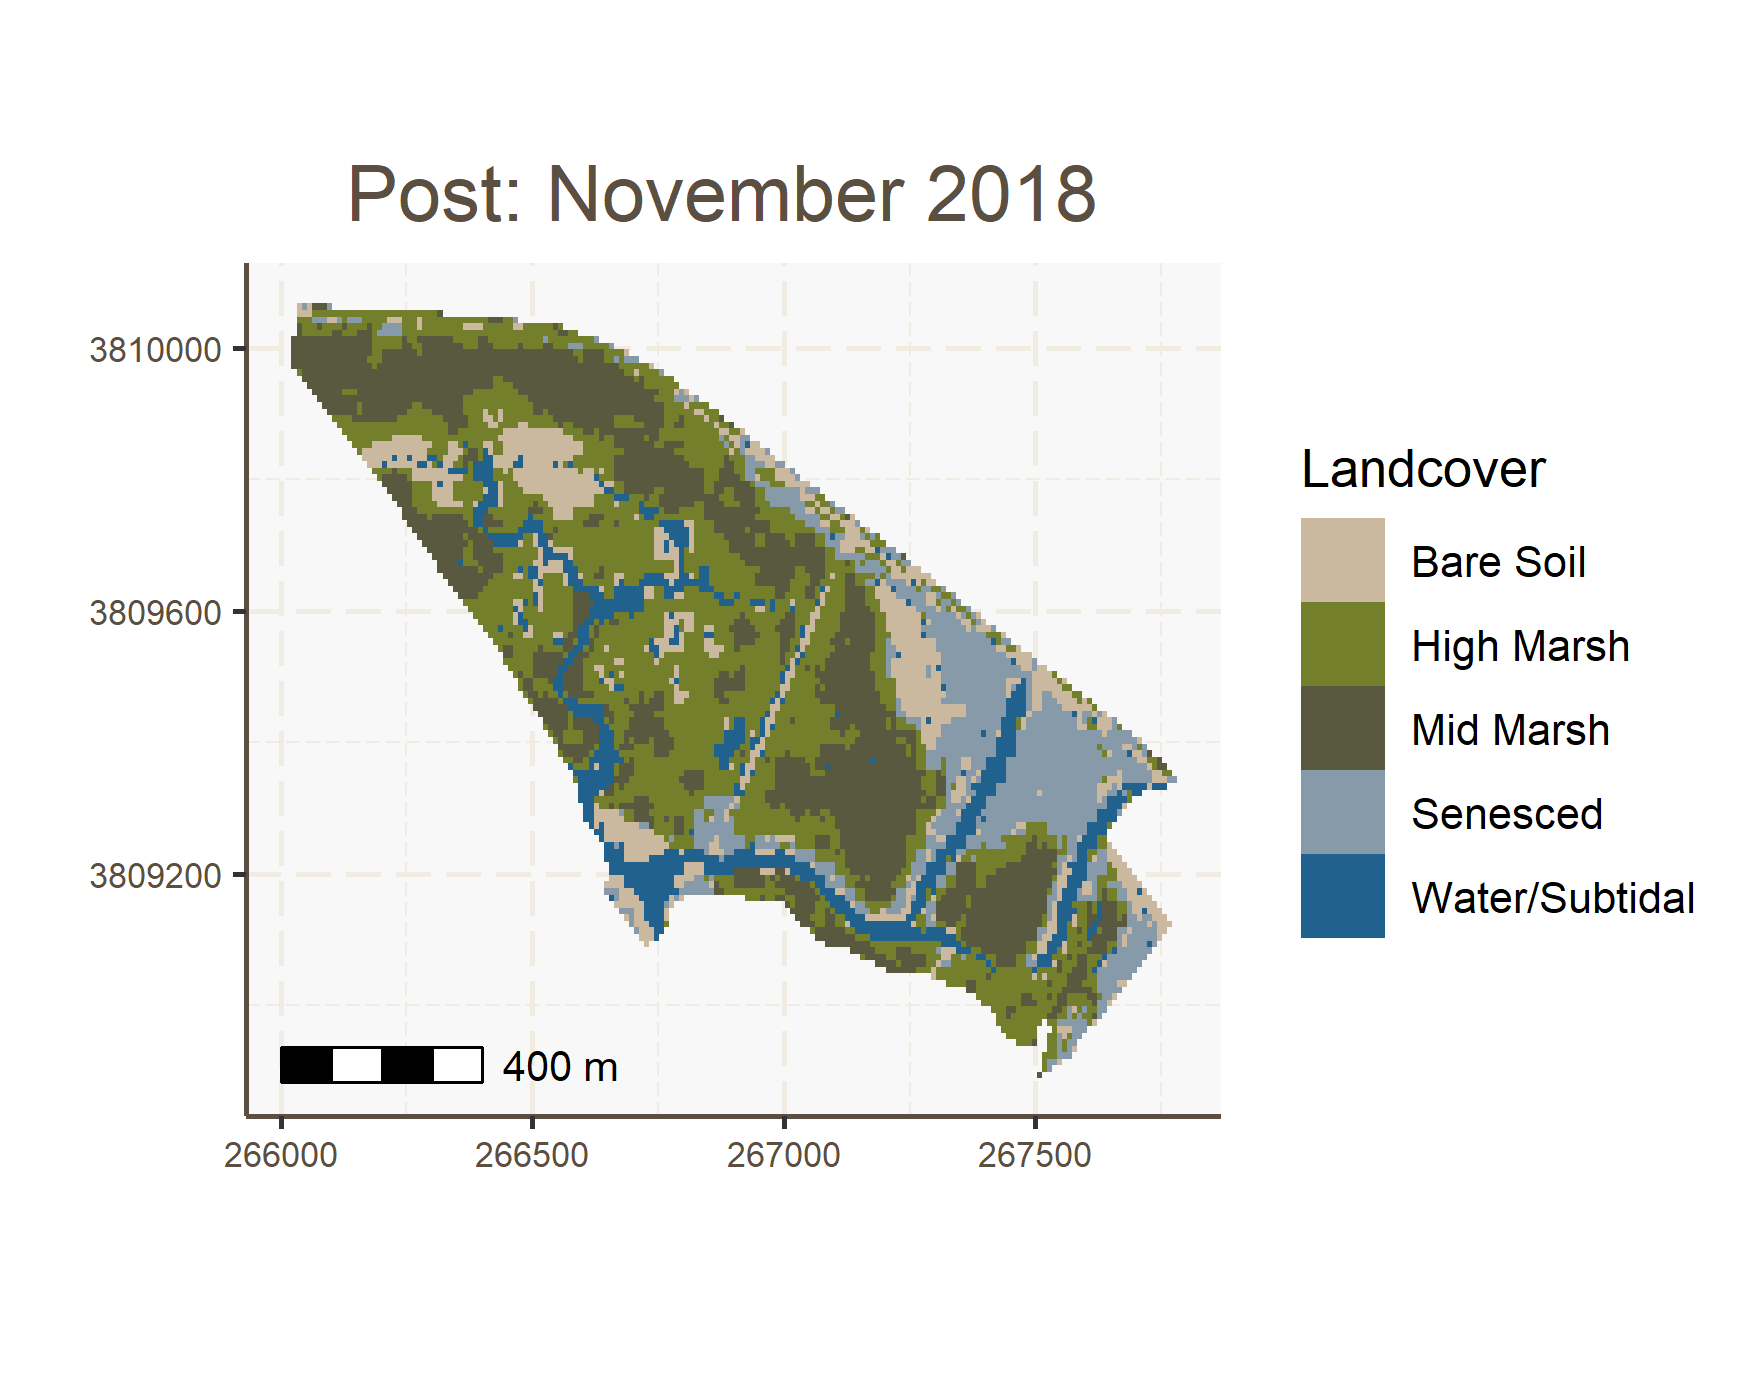 Post: November 2018
3810000
3809600
3809200
400 m
266000 266500 267000 267500
Landcover
Bare Soil
High Marsh
Mid Marsh
Senesced
Water/Subtidal